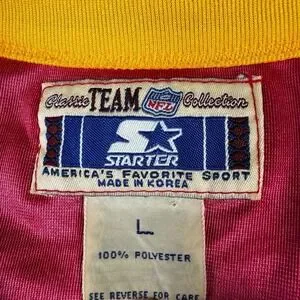 Classic TEAM NFL Collection
STARTER
AMERICA'S FAVORITE SPORT
MADE IN KOREA
L
100% POLYESTER
SEE REVERSE FOR CARE